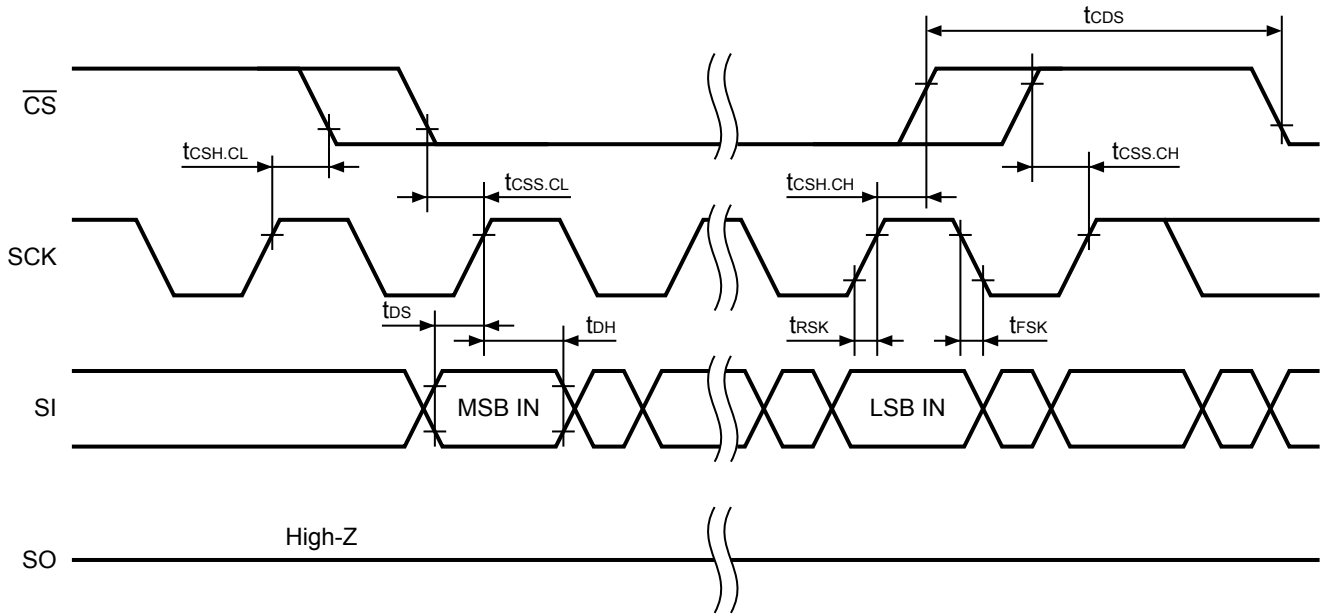 tCDS
CS
tCSH.CL
tCSS.CL
tCSH.CH
tCSS.CH
SCK
tDS
tDH
tRSK
tFSK
SI
MSB IN
LSB IN
High-Z
SO